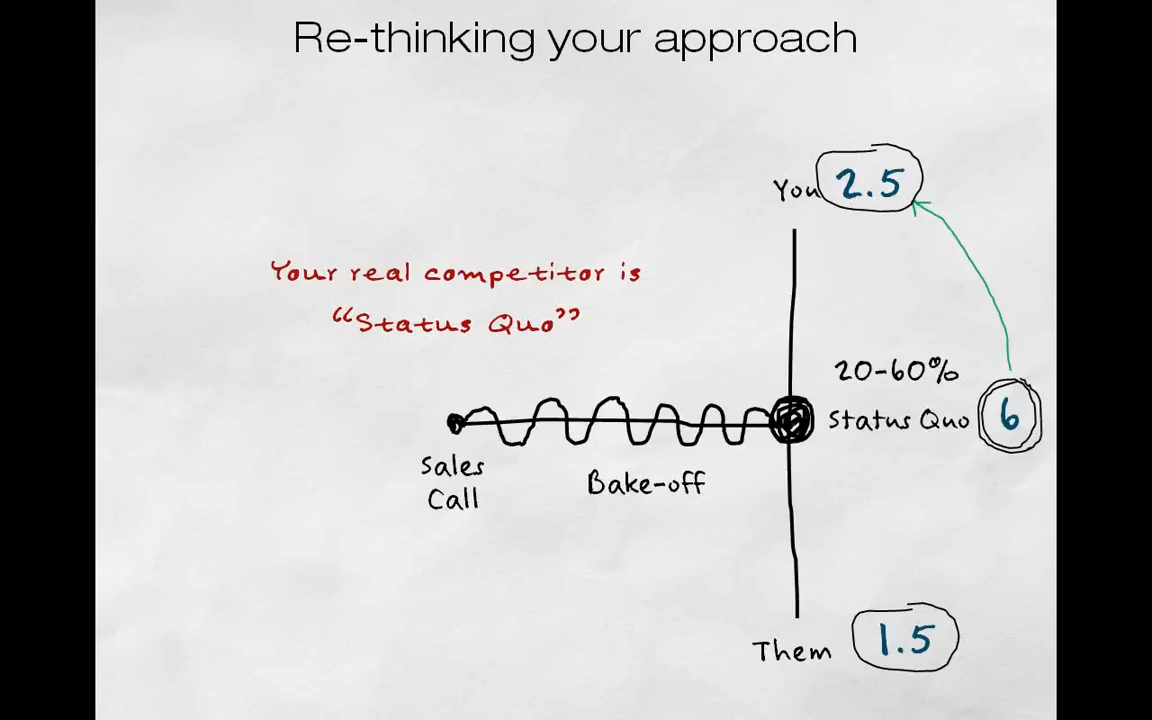 Re-thinking your approach
You 2.5
Your real competitor is
“Status Quo”
20-60%
Status Quo 6
Sales
Call
Bake-off
Them 1.5